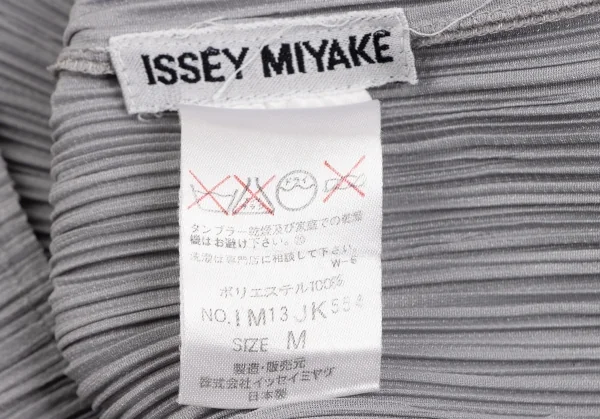 ISSEY MIYAKE
ドライ
タンブラー乾燥及び家庭での乾燥
機はお避け下さい。
洗濯は専門店に相談して下さい。
W-6
ポリエステル100%
NO. IM13JK554
SIZE M
製造・販売元
株式会社イッセイミヤケ
日本製